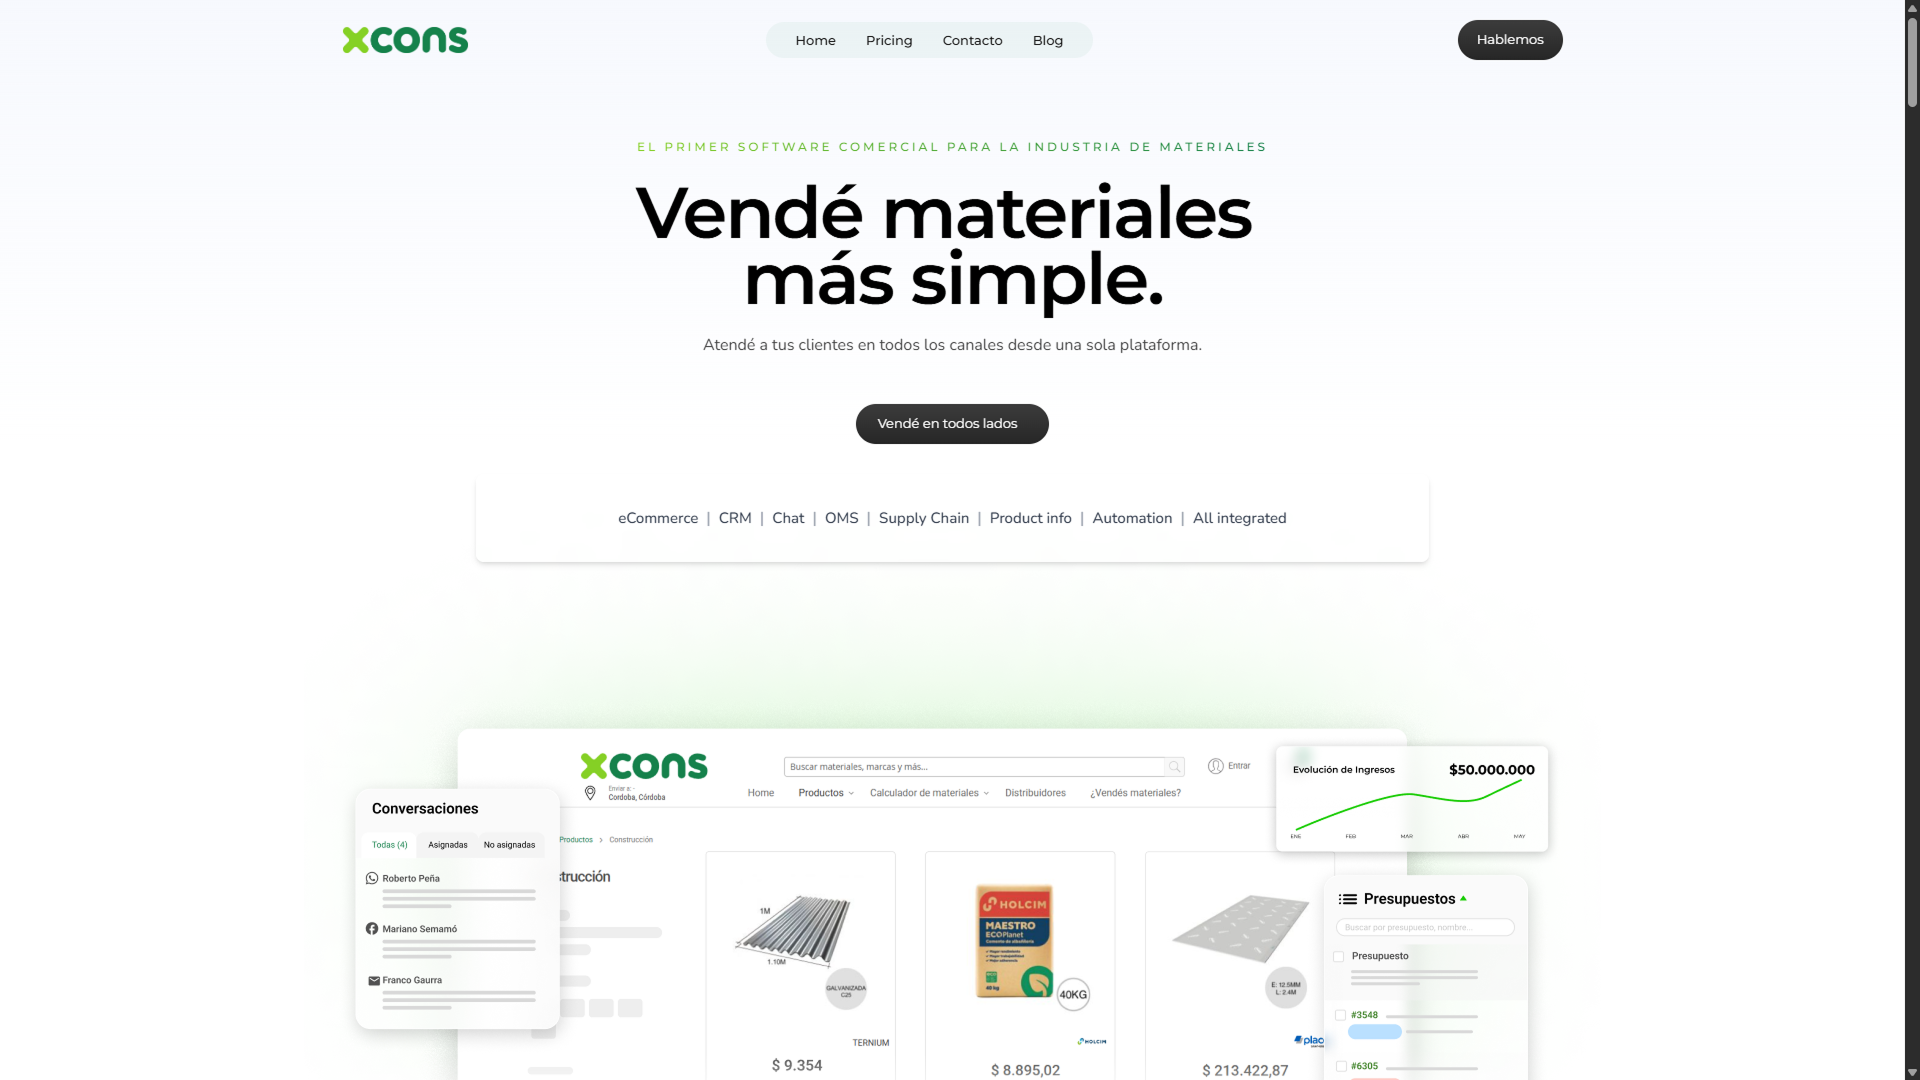 xcons
Home Pricing Contacto Blog
Hablemos
EL PRIMER SOFTWARE COMERCIAL PARA LA INDUSTRIA DE MATERIALES
Vendé materiales
más simple.
Atendé a tus clientes en todos los canales desde una sola plataforma.
Vendé en todos lados
eCommerce | CRM | Chat | OMS | Supply Chain | Product info | Automation | All integrated
xcons
Buscar materiales, marcas y más...
Entrar
Enviar a: -
Cordoba, Córdoba
Home Productos Calculador de materiales Distribuidores ¿Vendés materiales?
Evolución de Ingresos $50.000.000
ENE FEB MAR ABR MAY
Conversaciones
Todas (4) Asignadas No asignadas
Roberto Peña
Mariano Semamó
Franco Gaurra
Productos > Construcción
strucción
1M
1.10M
GALVANIZADA
C25
TERNIUM
$ 9.354
HOLCIM
MAESTRO
ECOPlanet
Cemento de albañilería
40 kg
40KG
HOLCIM
$ 8.895,02
E: 12.5MM
L: 2.4M
plac
$ 213.422,87
Presupuestos
Buscar por presupuesto, nombre...
Presupuesto
#3548
#6305